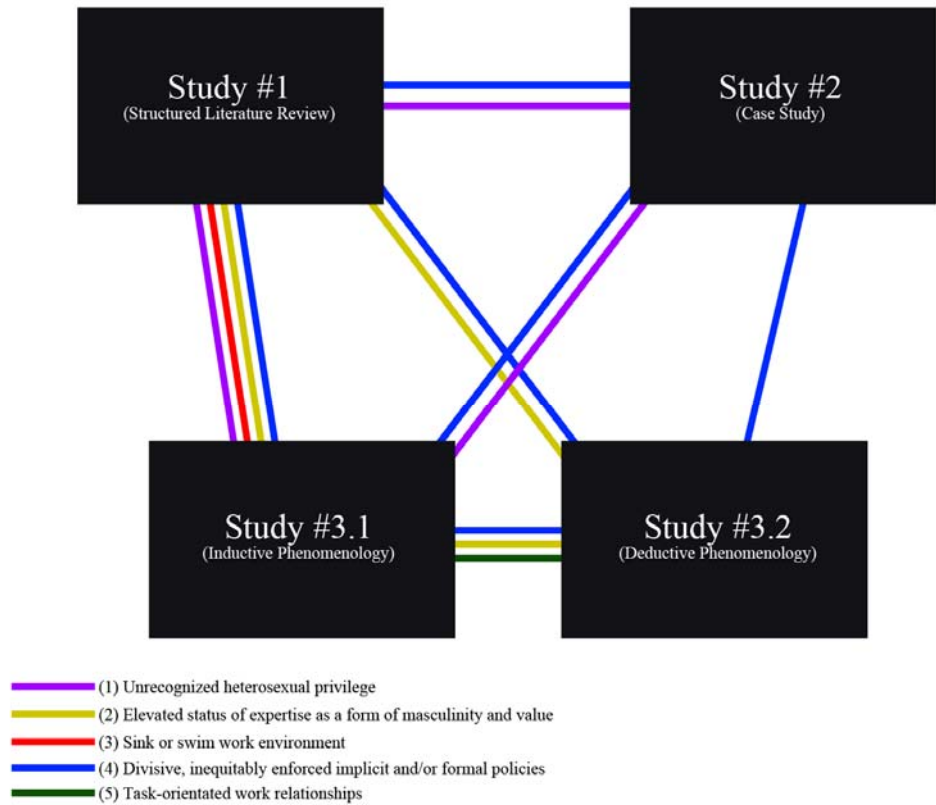 Study #1
(Structured Literature Review)
Study #2
(Case Study)
Study #3.1
(Inductive Phenomenology)
Study #3.2
(Deductive Phenomenology)
(1) Unrecognized heterosexual privilege
(2) Elevated status of expertise as a form of masculinity and value
(3) Sink or swim work environment
(4) Divisive, inequitably enforced implicit and/or formal policies
(5) Task-orientated work relationships